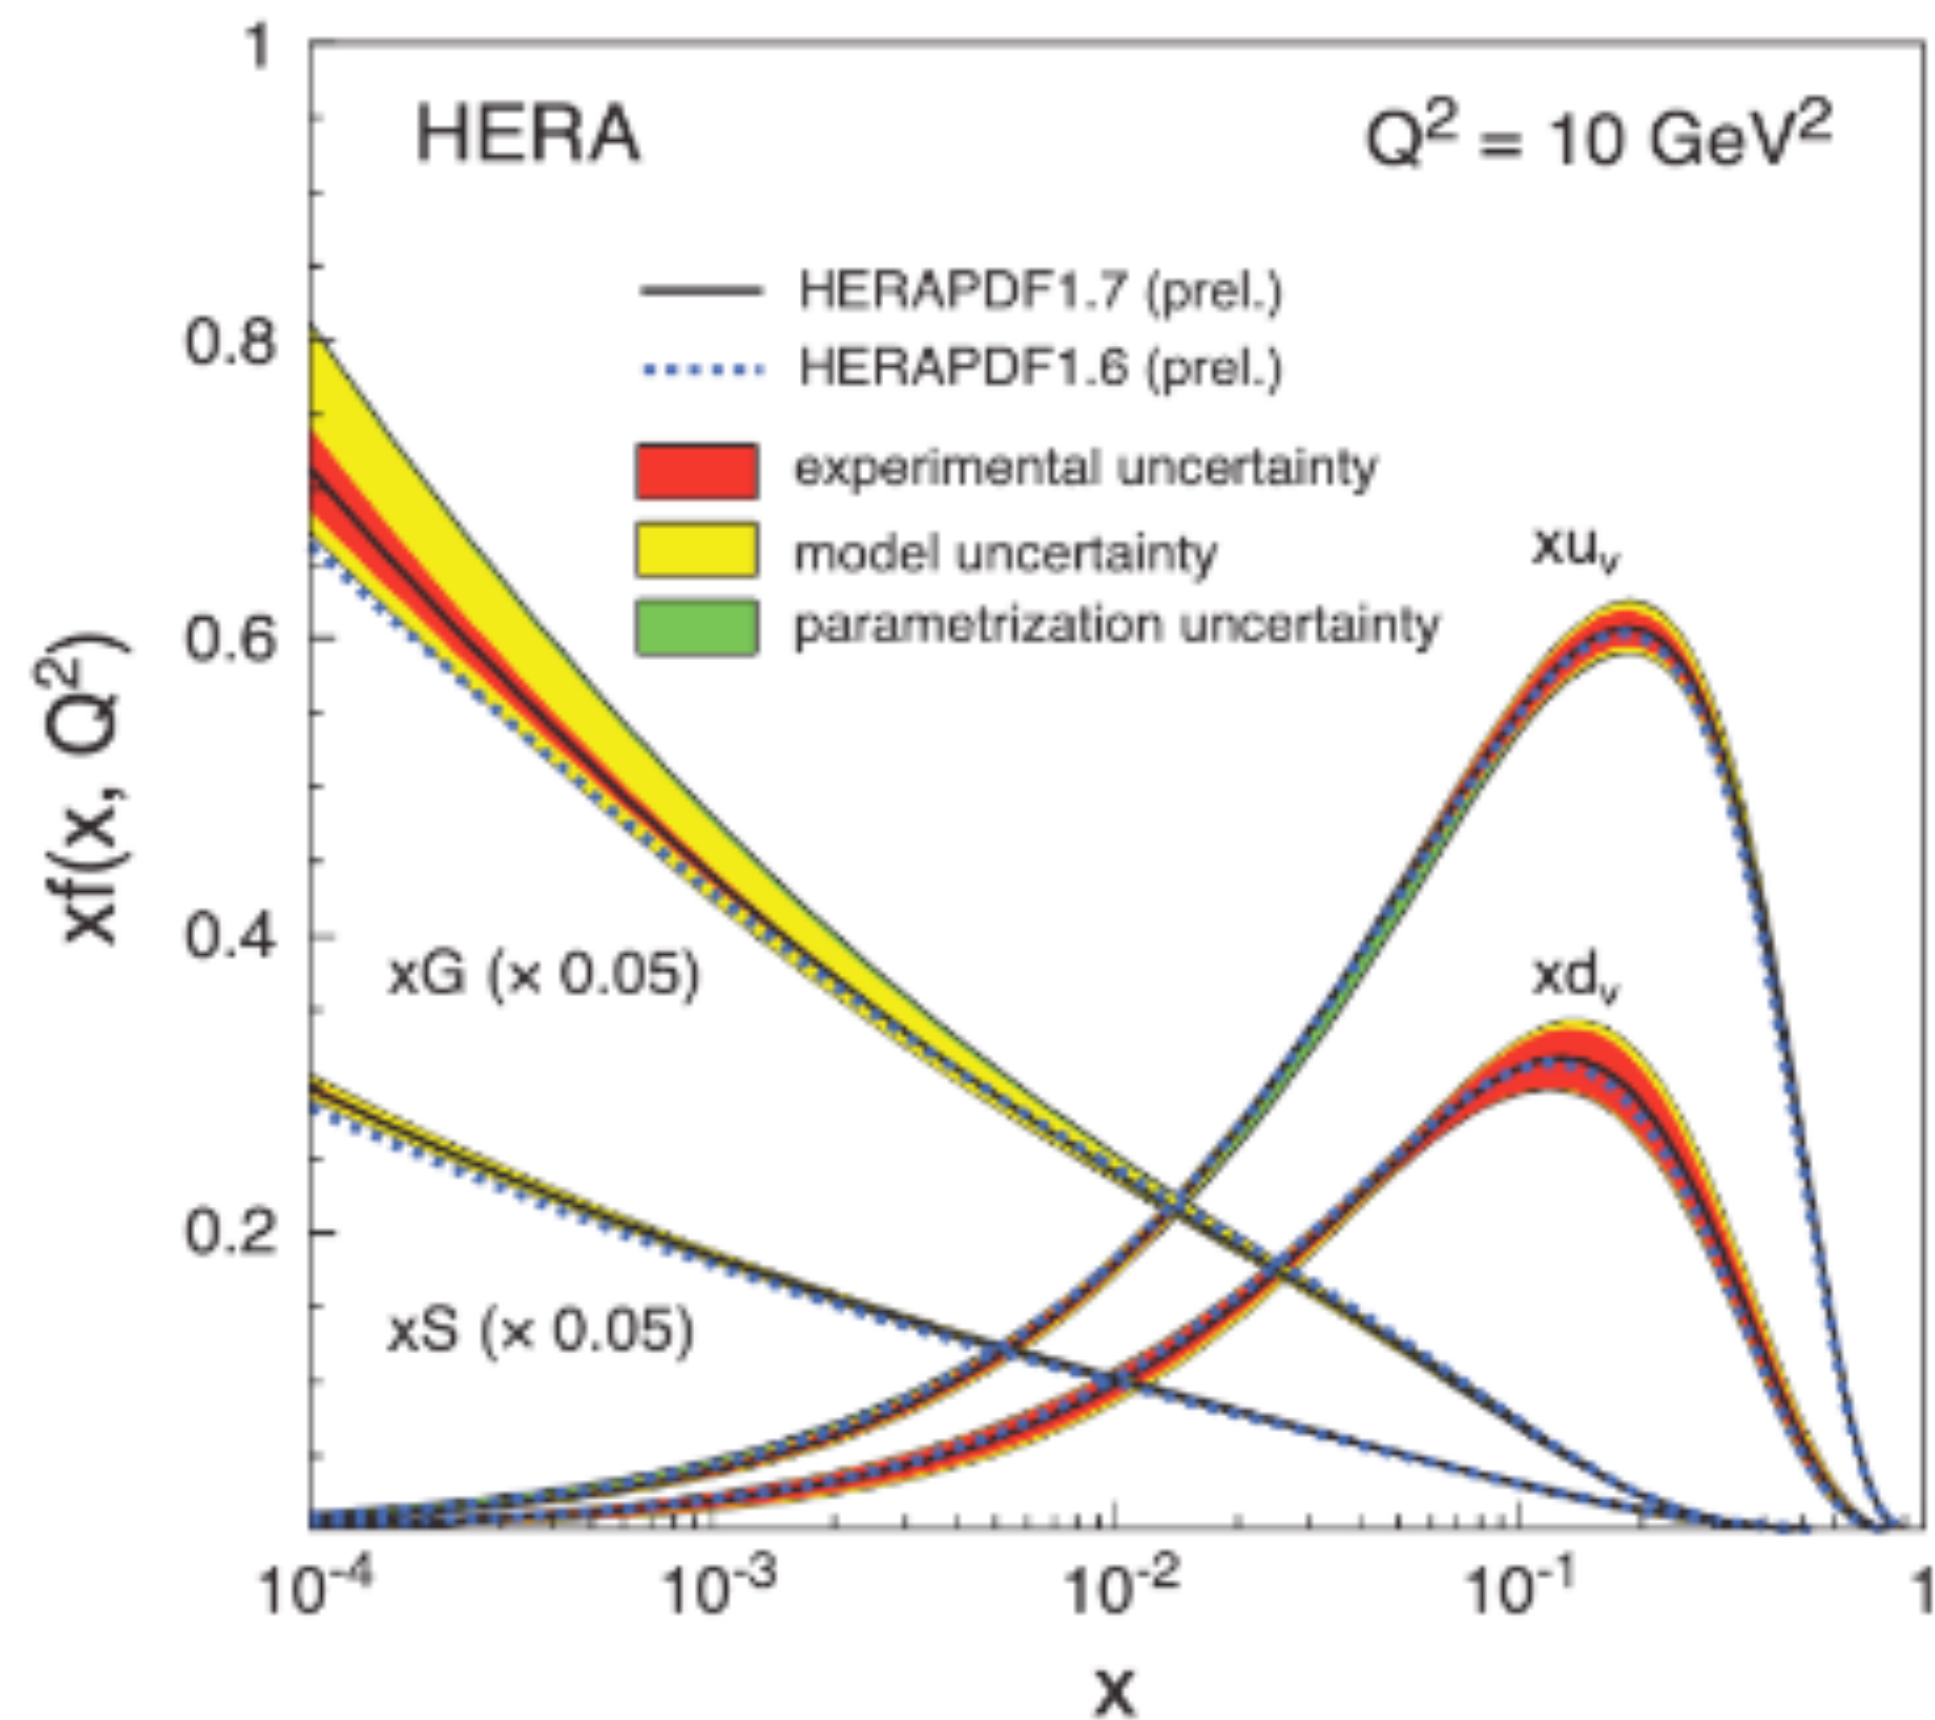 1
HERA
Q² = 10 GeV²
HERAPDF1.7 (prel.)
HERAPDF1.6 (prel.)
experimental uncertainty
model uncertainty
parametrization uncertainty
0.8
0.6
0.4
0.2
xf(x, Q²)
xuᵥ
xdᵥ
xG (× 0.05)
xS (× 0.05)
10⁻⁴
10⁻³
10⁻²
10⁻¹
1
x